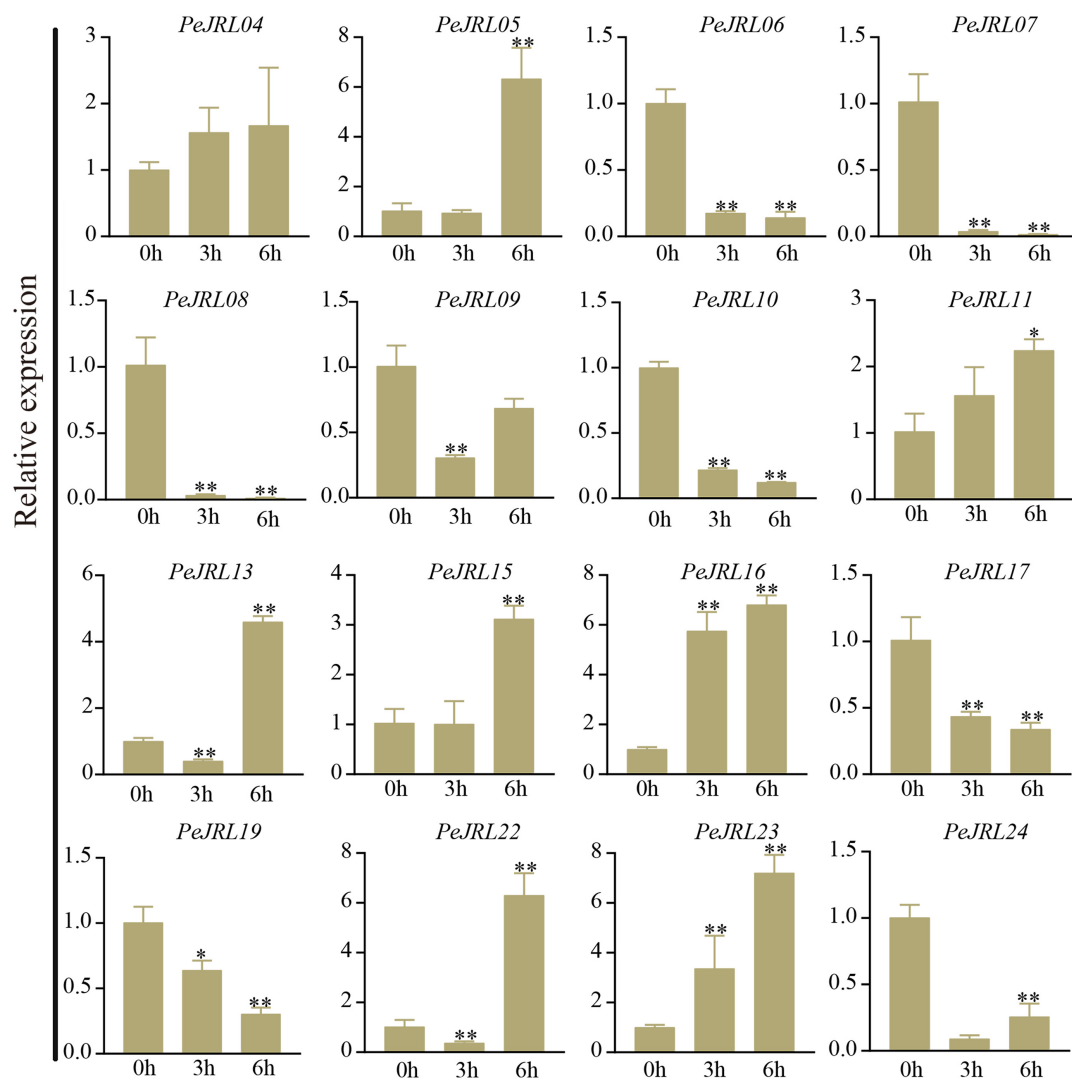 Relative expression
PeJRL04
3
2
1
0
0h 3h 6h
PeJRL05
8
6
4
2
0
**
0h 3h 6h
PeJRL06
1.5
1.0
0.5
0.0
** **
0h 3h 6h
PeJRL07
1.5
1.0
0.5
0.0
** **
0h 3h 6h
PeJRL08
1.5
1.0
0.5
0.0
** **
0h 3h 6h
PeJRL09
1.5
1.0
0.5
0.0
**
0h 3h 6h
PeJRL10
1.5
1.0
0.5
0.0
** **
0h 3h 6h
PeJRL11
3
2
1
0
*
0h 3h 6h
PeJRL13
6
4
2
0
** **
0h 3h 6h
PeJRL15
4
3
2
1
0
**
0h 3h 6h
PeJRL16
8
6
4
2
0
** **
0h 3h 6h
PeJRL17
1.5
1.0
0.5
0.0
** **
0h 3h 6h
PeJRL19
1.5
1.0
0.5
0.0
* **
0h 3h 6h
PeJRL22
8
6
4
2
0
** **
0h 3h 6h
PeJRL23
8
6
4
2
0
** **
0h 3h 6h
PeJRL24
1.5
1.0
0.5
0.0
**
0h 3h 6h